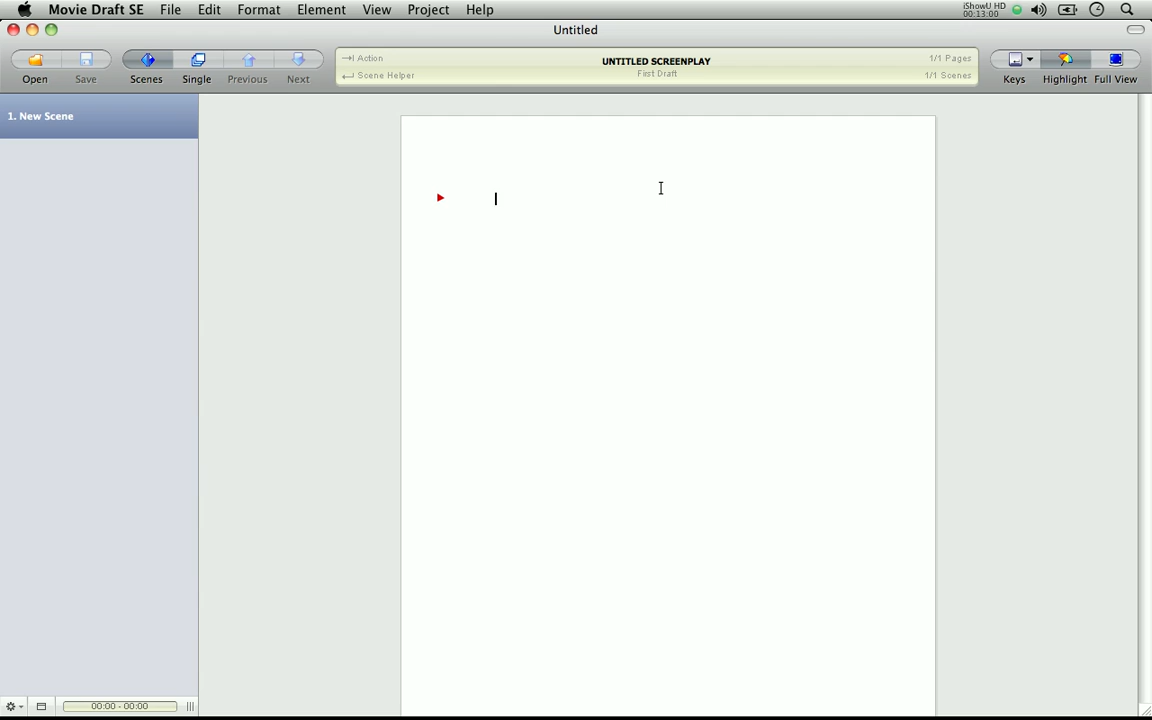 Movie Draft SE File Edit Format Element View Project Help
iShowU HD
00:13:00
Untitled
Open Save Scenes Single Previous Next
Action
Scene Helper
UNTITLED SCREENPLAY
First Draft
1/1 Pages
1/1 Scenes
Keys Highlight Full View
1. New Scene
00:00 - 00:00